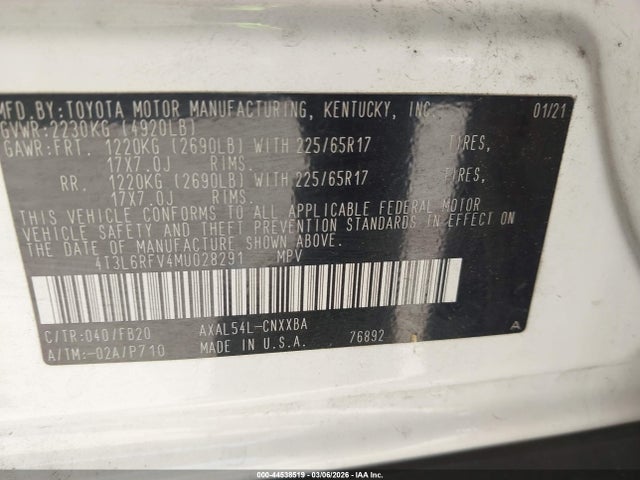 MFD.BY:TOYOTA MOTOR MANUFACTURING, KENTUCKY, INC. 01/21
GVWR:2230KG (4920LB)
GAWR:FRT. 1220KG (2690LB) WITH 225/65R17 TIRES,
17X7.0J RIMS.
RR. 1220KG (2690LB) WITH 225/65R17 TIRES,
17X7.0J RIMS.
THIS VEHICLE CONFORMS TO ALL APPLICABLE FEDERAL MOTOR
VEHICLE SAFETY AND THEFT PREVENTION STANDARDS IN EFFECT ON
THE DATE OF MANUFACTURE SHOWN ABOVE.
4T3L6RFV4MU028291 MPV
C/TR:040/FB20 AXAL54L-CNXXBA 76892
A/TM:-02A/P710 MADE IN U.S.A. A
000-44538519 | 03/06/2026 | IAA Inc.